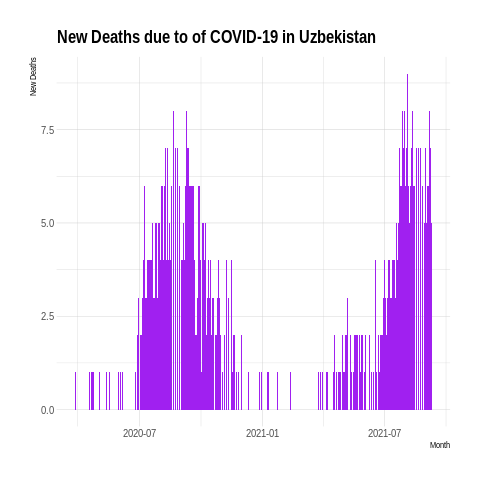 New Deaths due to of COVID-19 in Uzbekistan
New Deaths
7.5
5.0
2.5
0.0
2020-07
2021-01
2021-07
Month